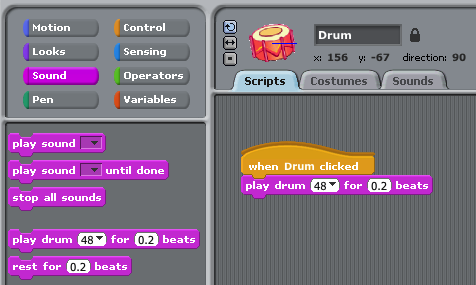 Motion
Control
Looks
Sensing
Sound
Operators
Pen
Variables
play sound
play sound until done
stop all sounds
play drum 48 for 0.2 beats
rest for 0.2 beats
Drum
x: 156 y: -67 direction: 90
Scripts Costumes Sounds
when Drum clicked
play drum 48 for 0.2 beats